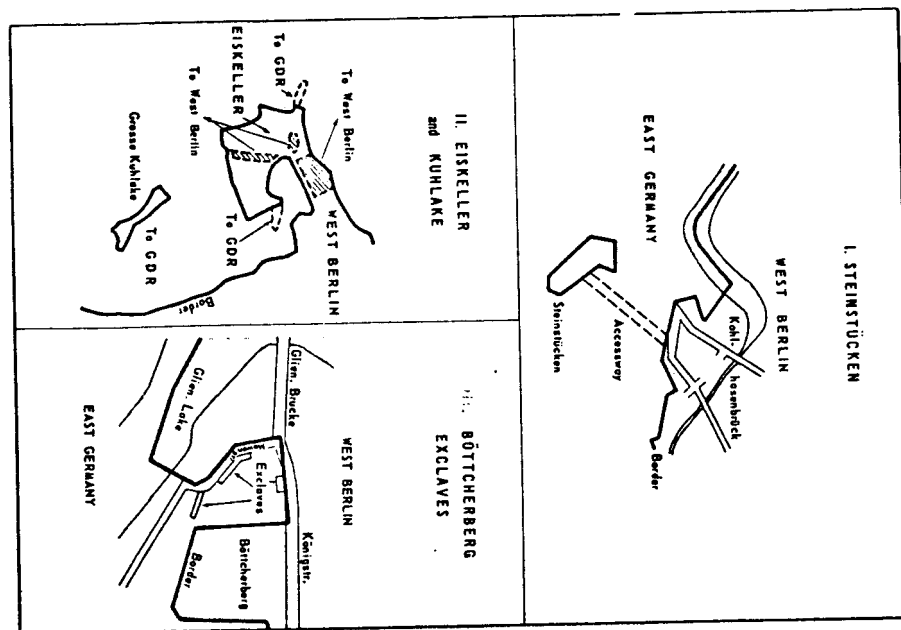 I. STEINSTÜCKEN
WEST BERLIN
Kohl-
hasenbrück
Border
EAST GERMANY
Accessway
Steinstücken
II. EISKELLER
and KUHLAKE
To West Berlin
To GDR
EISKELLER
To West
Berlin
WEST BERLIN
To GDR
Grosse Kuhlake
To GDR
Border
BÖTTCHERBERG
EXCLAVES
WEST BERLIN
Königstr.
Glien. Brucke
Glien. Lake
Exclaves
Böttcherberg
Border
EAST GERMANY